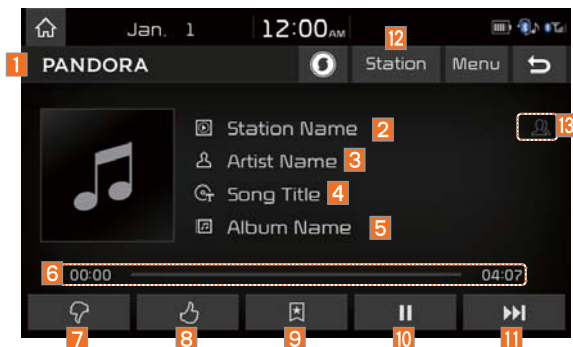 Jan. 1 12:00AM
12
1 PANDORA Station Menu
Station Name 2 13
Artist Name 3
Song Title 4
Album Name 5
6 00:00 04:07
7 8 9 10 11